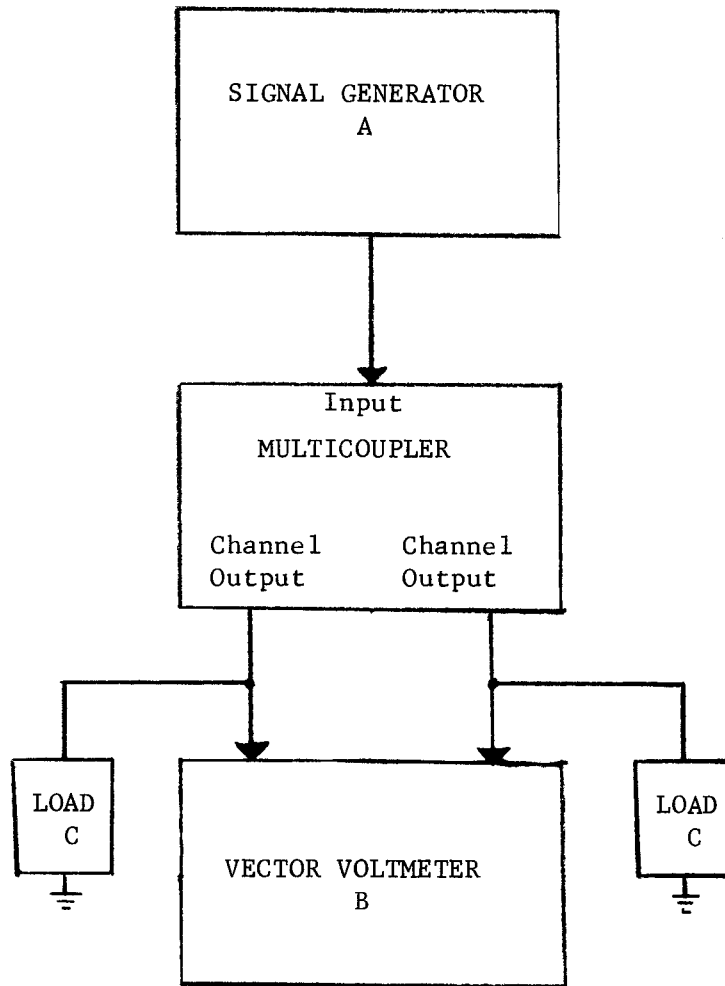 SIGNAL GENERATOR
A
Input
MULTICOUPLER
Channel Channel
Output Output
LOAD
C
VECTOR VOLTMETER
B
LOAD
C